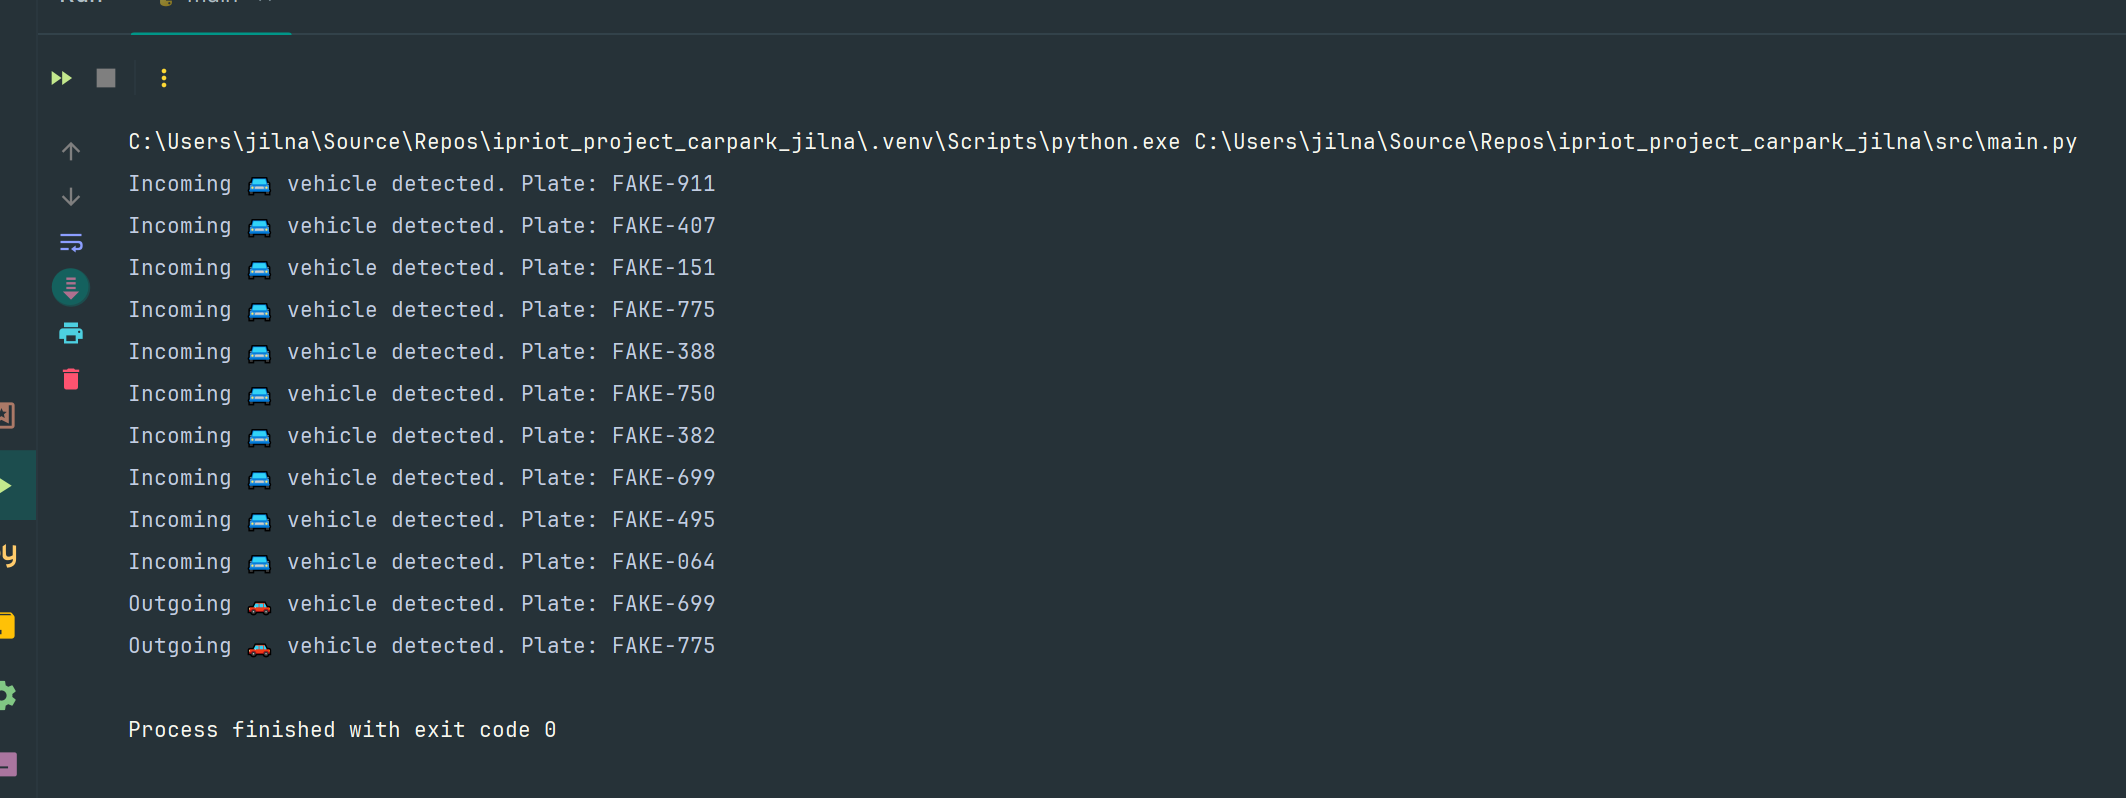 Run main
C:\Users\jilna\Source\Repos\ipriot_project_carpark_jilna\.venv\Scripts\python.exe C:\Users\jilna\Source\Repos\ipriot_project_carpark_jilna\src\main.py
Incoming 🚘 vehicle detected. Plate: FAKE-911
Incoming 🚘 vehicle detected. Plate: FAKE-407
Incoming 🚘 vehicle detected. Plate: FAKE-151
Incoming 🚘 vehicle detected. Plate: FAKE-775
Incoming 🚘 vehicle detected. Plate: FAKE-388
Incoming 🚘 vehicle detected. Plate: FAKE-750
Incoming 🚘 vehicle detected. Plate: FAKE-382
Incoming 🚘 vehicle detected. Plate: FAKE-699
Incoming 🚘 vehicle detected. Plate: FAKE-495
Incoming 🚘 vehicle detected. Plate: FAKE-064
Outgoing 🚗 vehicle detected. Plate: FAKE-699
Outgoing 🚗 vehicle detected. Plate: FAKE-775
Process finished with exit code 0